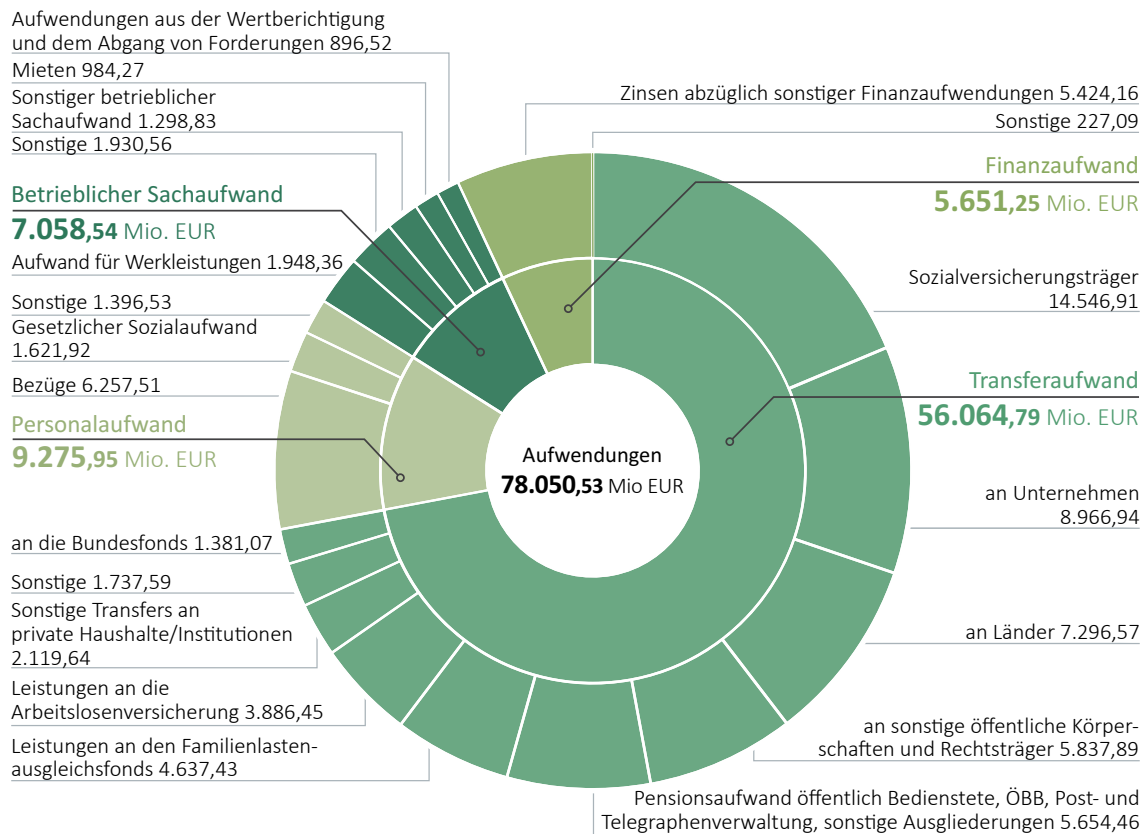 Aufwendungen aus der Wertberichtigung
und dem Abgang von Forderungen 896,52
Mieten 984,27
Sonstiger betrieblicher
Sachaufwand 1.298,83
Sonstige 1.930,56
Betrieblicher Sachaufwand
7.058,54 Mio. EUR
Aufwand für Werkleistungen 1.948,36
Sonstige 1.396,53
Gesetzlicher Sozialaufwand
1.621,92
Bezüge 6.257,51
Personalaufwand
9.275,95 Mio. EUR
an die Bundesfonds 1.381,07
Sonstige 1.737,59
Sonstige Transfers an
private Haushalte/Institutionen
2.119,64
Leistungen an die
Arbeitslosenversicherung 3.886,45
Leistungen an den Familienlasten-
ausgleichsfonds 4.637,43
Aufwendungen
78.050,53 Mio EUR
Zinsen abzüglich sonstiger Finanzaufwendungen 5.424,16
Sonstige 227,09
Finanzaufwand
5.651,25 Mio. EUR
Sozialversicherungsträger
14.546,91
Transferaufwand
56.064,79 Mio. EUR
an Unternehmen
8.966,94
an Länder 7.296,57
an sonstige öffentliche Körper-
schaften und Rechtsträger 5.837,89
Pensionsaufwand öffentlich Bedienstete, ÖBB, Post- und
Telegraphenverwaltung, sonstige Ausgliederungen 5.654,46